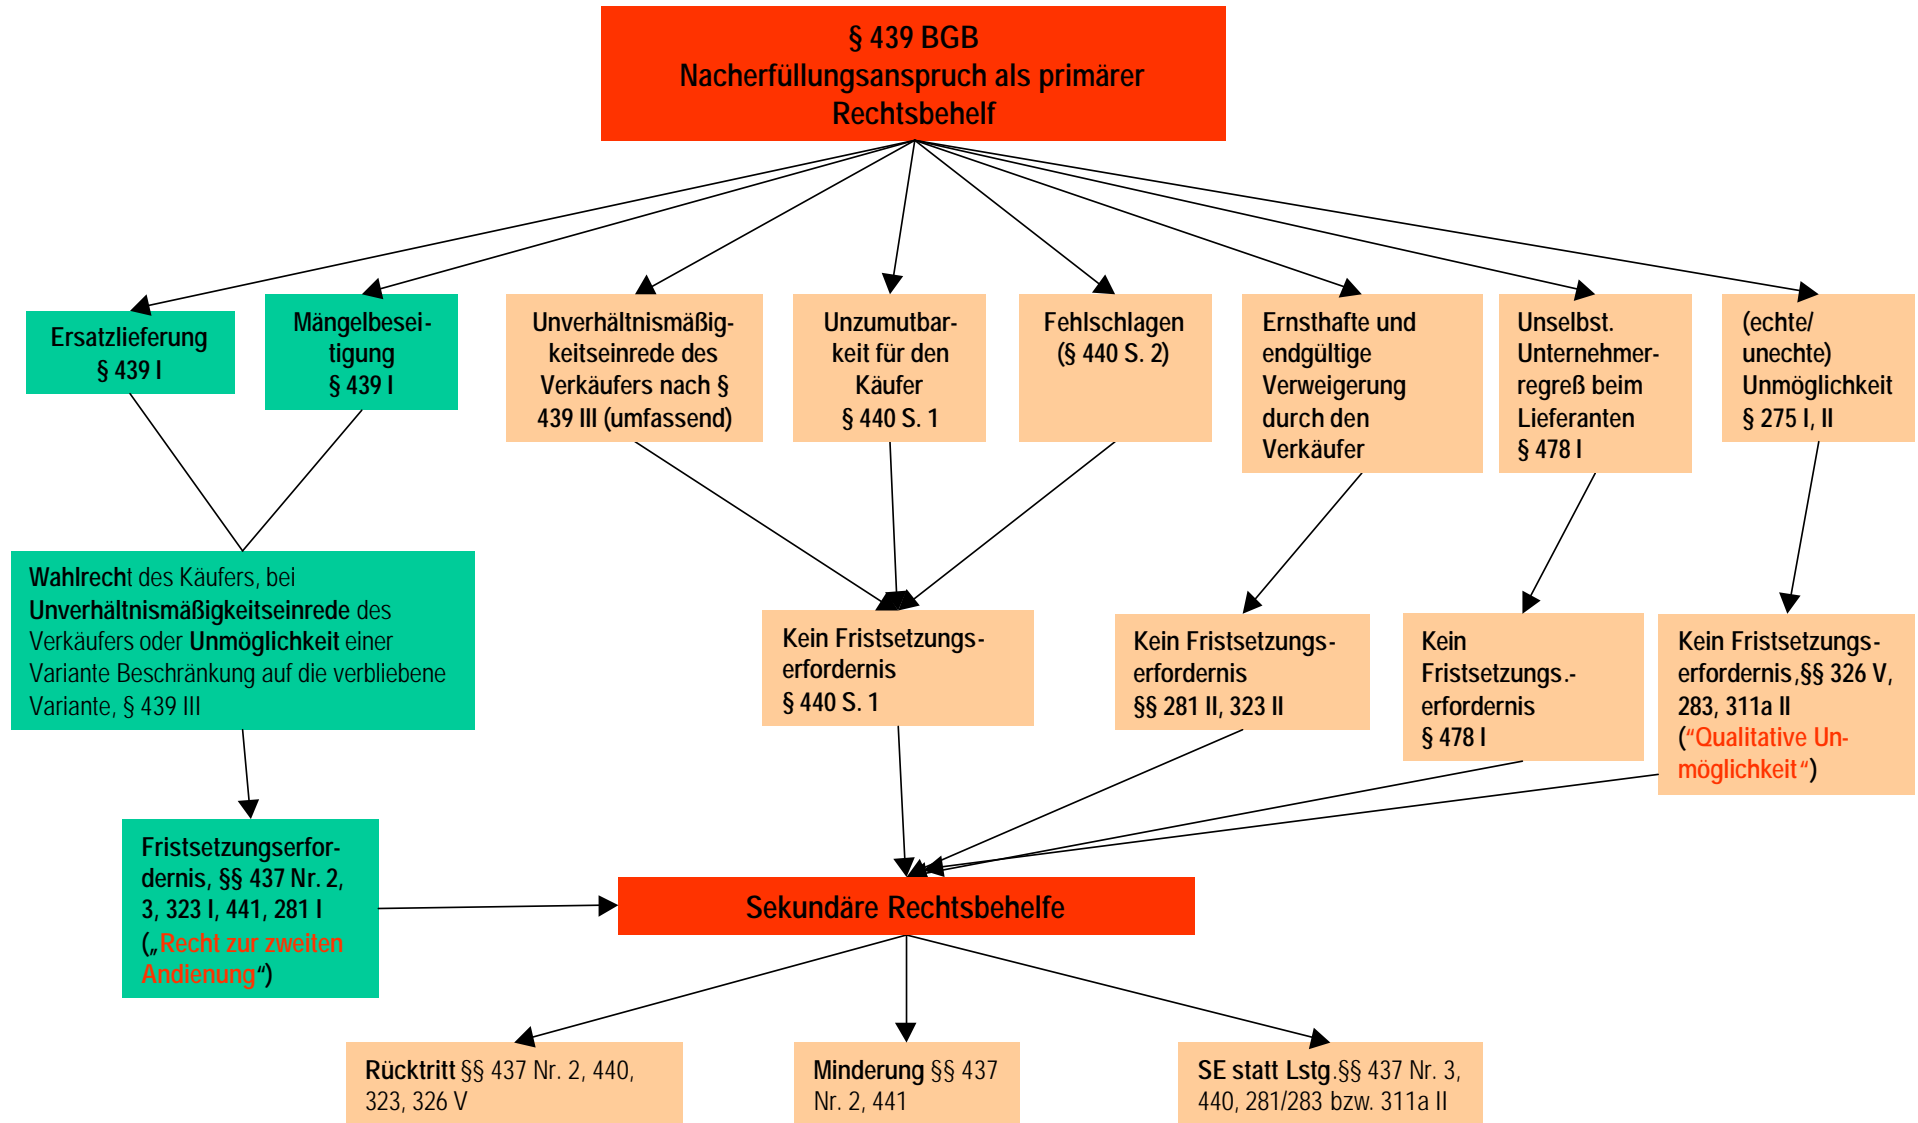 § 439 BGB
Nacherfüllungsanspruch als primärer
Rechtsbehelf
Ersatzlieferung
§ 439 I
Mängelbesei-
tigung
§ 439 I
Unverhältnismäßig-
keitseinrede des
Verkäufers nach §
439 III (umfassend)
Unzumutbar-
keit für den
Käufer
§ 440 S. 1
Fehlschlagen
(§ 440 S. 2)
Ernsthafte und
endgültige
Verweigerung
durch den
Verkäufer
Unselbst.
Unternehmer-
regreß beim
Lieferanten
§ 478 I
(echte/
unechte)
Unmöglichkeit
§ 275 I, II
Wahlrecht des Käufers, bei
Unverhältnismäßigkeitseinrede des
Verkäufers oder Unmöglichkeit einer
Variante Beschränkung auf die verbliebene
Variante, § 439 III
Kein Fristsetzungs-
erfordernis
§ 440 S. 1
Kein Fristsetzungs-
erfordernis
§§ 281 II, 323 II
Kein
Fristsetzungs.-
erfordernis
§ 478 I
Kein Fristsetzungs-
erfordernis,§§ 326 V,
283, 311a II
(“Qualitative Un-
möglichkeit“)
Fristsetzungserfor-
dernis, §§ 437 Nr. 2,
3, 323 I, 441, 281 I
(„Recht zur zweiten
Andienung“)
Sekundäre Rechtsbehelfe
Rücktritt §§ 437 Nr. 2, 440,
323, 326 V
Minderung §§ 437
Nr. 2, 441
SE statt Lstg.§§ 437 Nr. 3,
440, 281/283 bzw. 311a II